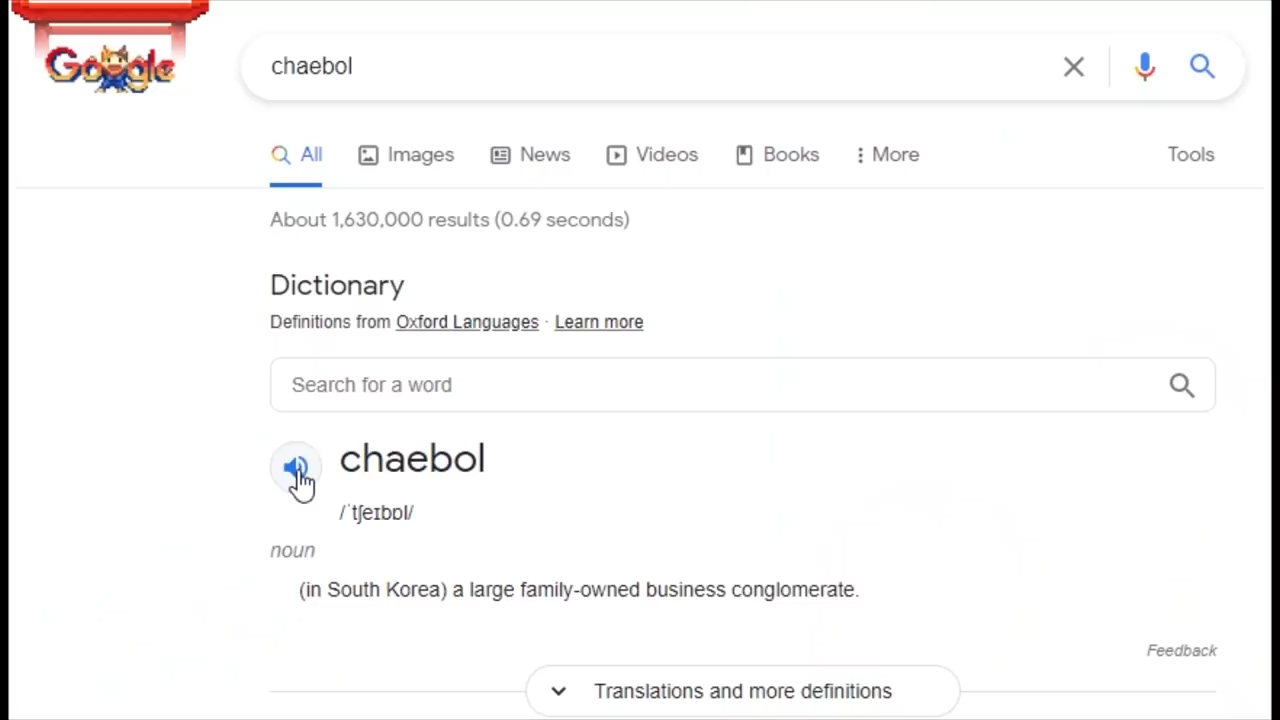 Google
chaebol
All Images News Videos Books More Tools
About 1,630,000 results (0.69 seconds)
Dictionary
Definitions from Oxford Languages · Learn more
Search for a word
chaebol
/ˈtʃeɪbɒl/
noun
(in South Korea) a large family-owned business conglomerate.
Feedback
Translations and more definitions